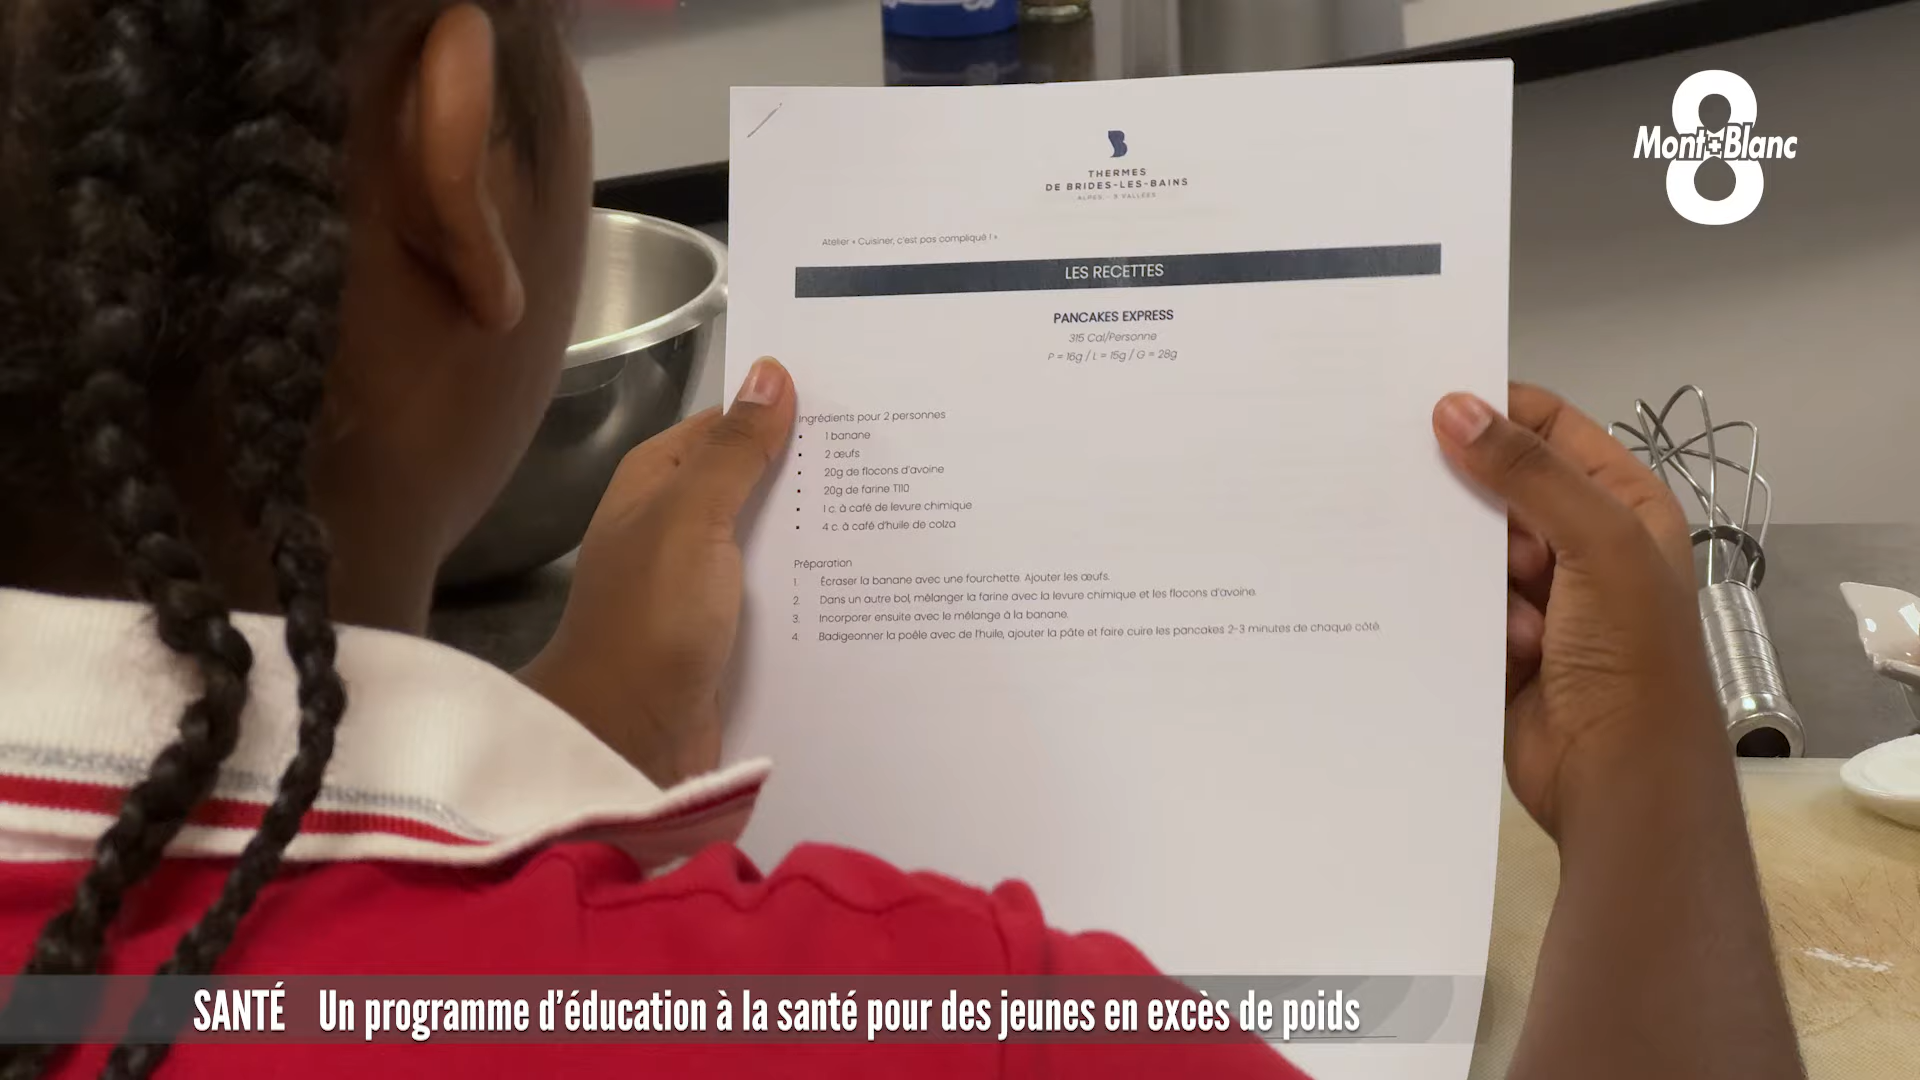 8
Mont Blanc
THERMES
DE BRIDES-LES-BAINS
ALPES - 3 VALLÉES
Atelier « Cuisiner, c'est pas compliqué ! »
LES RECETTES
PANCAKES EXPRESS
315 Cal/Personne
P = 16g / L = 15g / G = 28g
Ingrédients pour 2 personnes
▪ 1 banane
▪ 2 œufs
▪ 20g de flocons d'avoine
▪ 20g de farine T110
▪ 1 c. à café de levure chimique
▪ 4 c. à café d'huile de colza
Préparation
1. Écraser la banane avec une fourchette. Ajouter les œufs.
2. Dans un autre bol, mélanger la farine avec la levure chimique et les flocons d'avoine.
3. Incorporer ensuite avec le mélange à la banane.
4. Badigeonner la poêle avec de l'huile, ajouter la pâte et faire cuire les pancakes 2-3 minutes de chaque côté.
SANTÉ Un programme d'éducation à la santé pour des jeunes en excès de poids